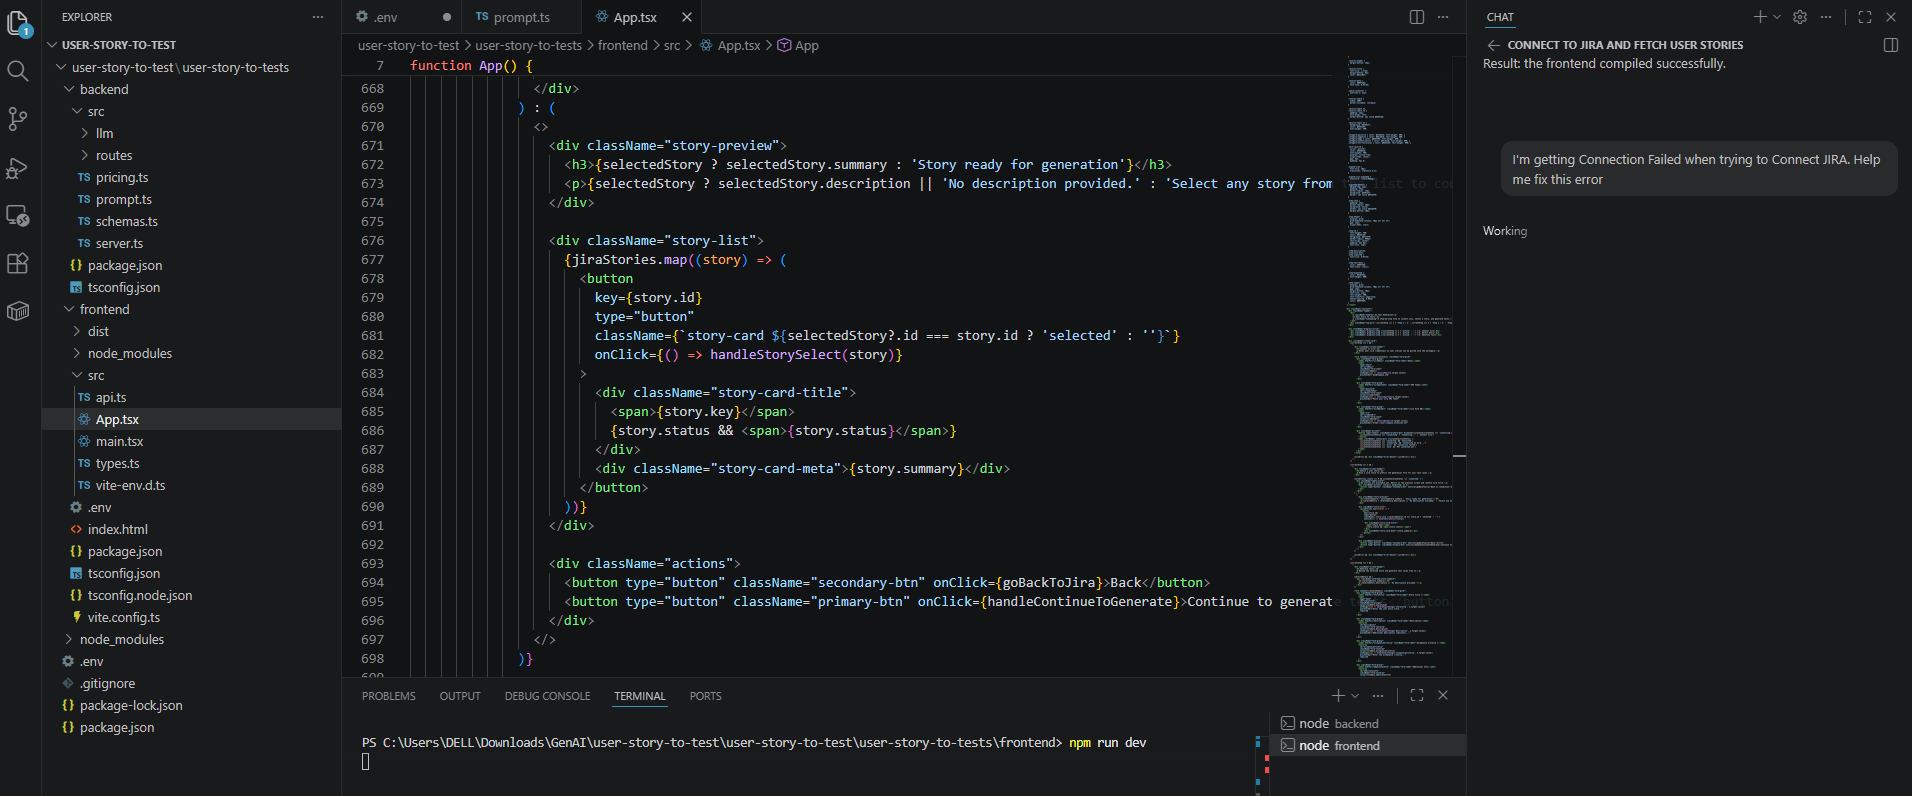 EXPLORER
USER-STORY-TO-TEST
user-story-to-test\user-story-to-tests
backend
src
llm
routes
TS pricing.ts
TS prompt.ts
TS schemas.ts
TS server.ts
{} package.json
tsconfig.json
frontend
dist
node_modules
src
TS api.ts
App.tsx
main.tsx
TS types.ts
TS vite-env.d.ts
.env
<> index.html
{} package.json
tsconfig.json
{} tsconfig.node.json
vite.config.ts
node_modules
.env
.gitignore
{} package-lock.json
{} package.json
1
.env
TS prompt.ts
App.tsx
user-story-to-test > user-story-to-tests > frontend > src > App.tsx > App
7 function App() {
668 </div>
669 ) : (
670 <>
671 <div className="story-preview">
672 <h3>{selectedStory ? selectedStory.summary : 'Story ready for generation'}</h3>
673 <p>{selectedStory ? selectedStory.description || 'No description provided.' : 'Select any story from
674 </div>
675
676 <div className="story-list">
677 {jiraStories.map((story) => (
678 <button
679 key={story.id}
680 type="button"
681 className={`story-card ${selectedStory?.id === story.id ? 'selected' : ''}`}
682 onClick={() => handleStorySelect(story)}
683 >
684 <div className="story-card-title">
685 <span>{story.key}</span>
686 {story.status && <span>{story.status}</span>}
687 </div>
688 <div className="story-card-meta">{story.summary}</div>
689 </button>
690 ))}
691 </div>
692
693 <div className="actions">
694 <button type="button" className="secondary-btn" onClick={goBackToJira}>Back</button>
695 <button type="button" className="primary-btn" onClick={handleContinueToGenerate}>Continue to generate
696 </div>
697 </>
698 )}
PROBLEMS
OUTPUT
DEBUG CONSOLE
TERMINAL
PORTS
PS C:\Users\DELL\Downloads\GenAI\user-story-to-test\user-story-to-test\user-story-to-tests\frontend> npm run dev
node backend
node frontend
CHAT
CONNECT TO JIRA AND FETCH USER STORIES
Result: the frontend compiled successfully.
I'm getting Connection Failed when trying to Connect JIRA. Help
me fix this error
Working